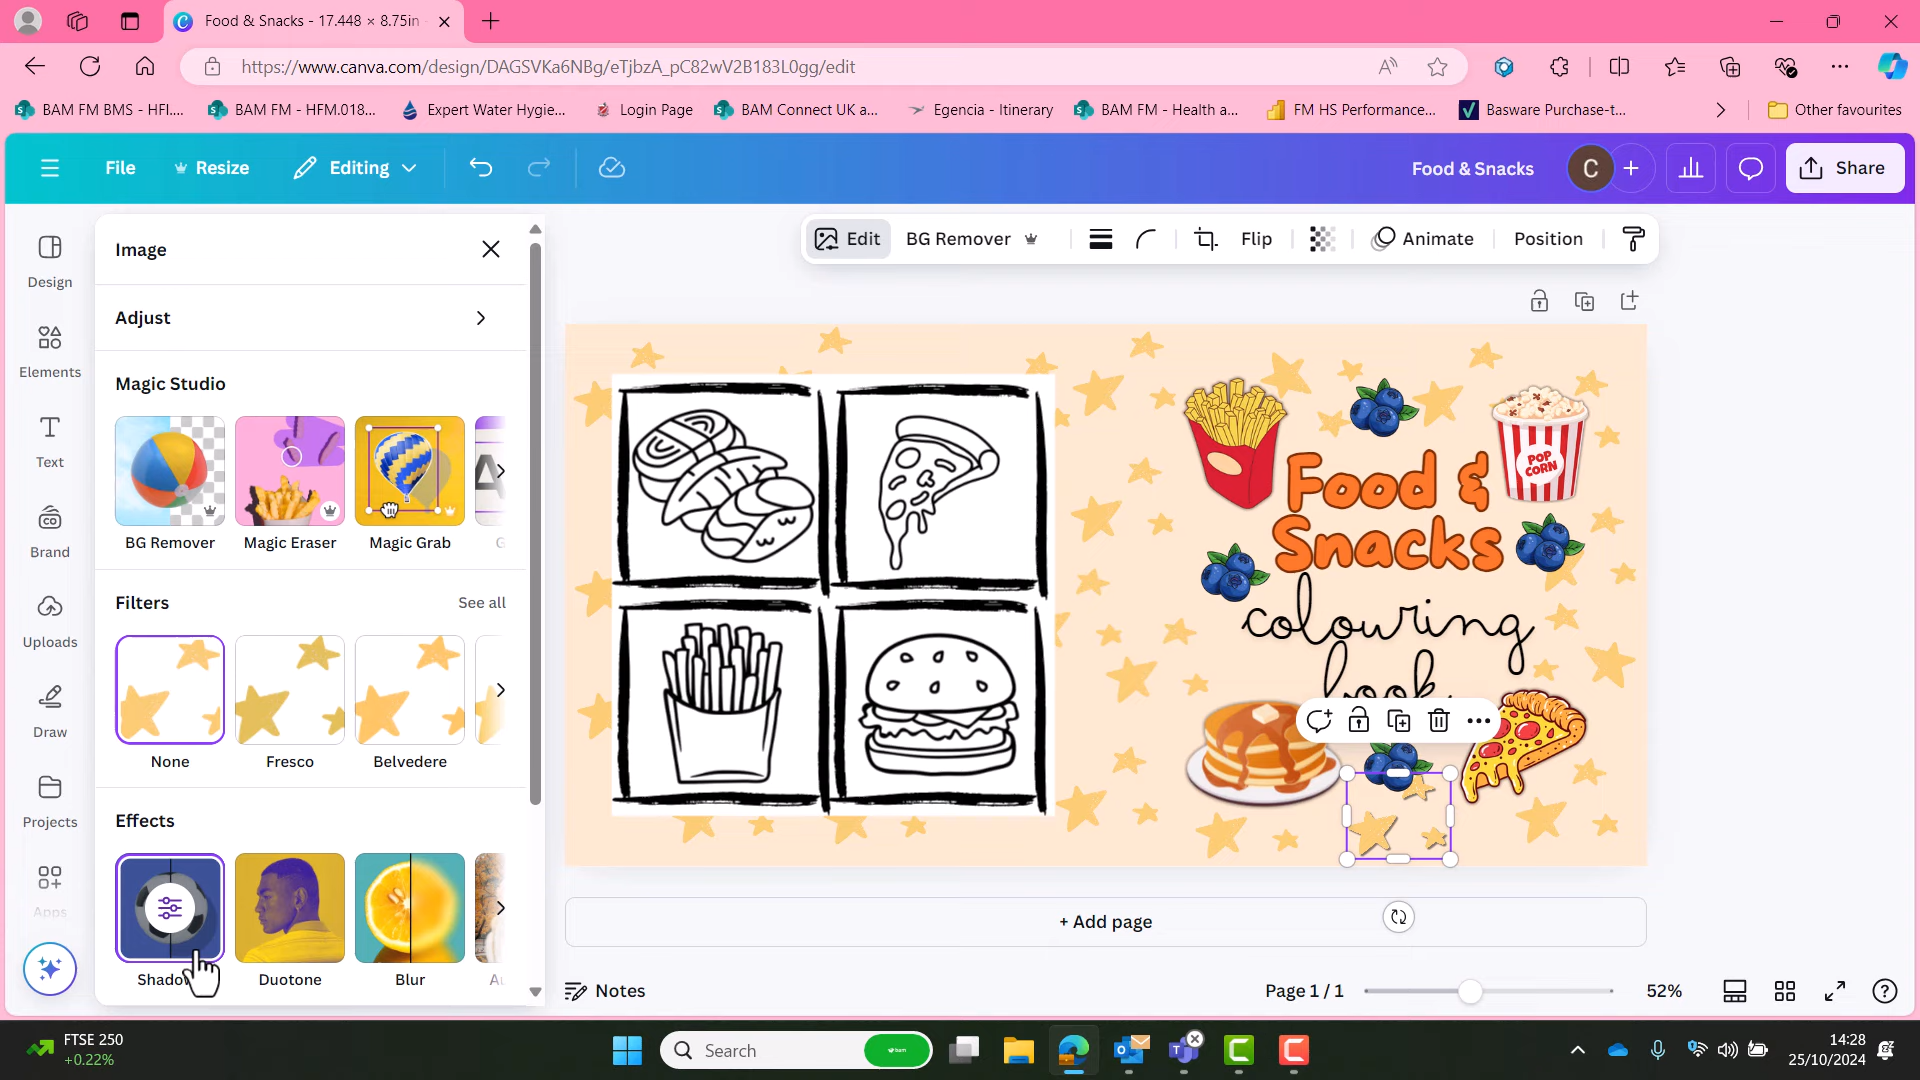 Food & Snacks - 17.448 × 8.75in
https://www.canva.com/design/DAGSVKa6NBg/eTjbzA_pC82wV2B183L0gg/edit
BAM FM BMS - HFI....
BAM FM - HFM.018...
Expert Water Hygie...
Login Page
BAM Connect UK a...
Egencia - Itinerary
BAM FM - Health a...
FM HS Performance...
Basware Purchase-t...
Other favourites
File
Resize
Editing
Food & Snacks
C
Share
Image
Edit
BG Remover
Flip
Animate
Position
Design
Elements
Text
Brand
Uploads
Draw
Projects
Apps
Adjust
Magic Studio
BG Remover
Magic Eraser
Magic Grab
G
Filters
See all
None
Fresco
Belvedere
Effects
Duotone
Blur
POP
CORN
Food &
Snacks
colouring
book
+ Add page
Notes
Page 1 / 1
52%
FTSE 250
+0.22%
Search
bam
14:28
25/10/2024